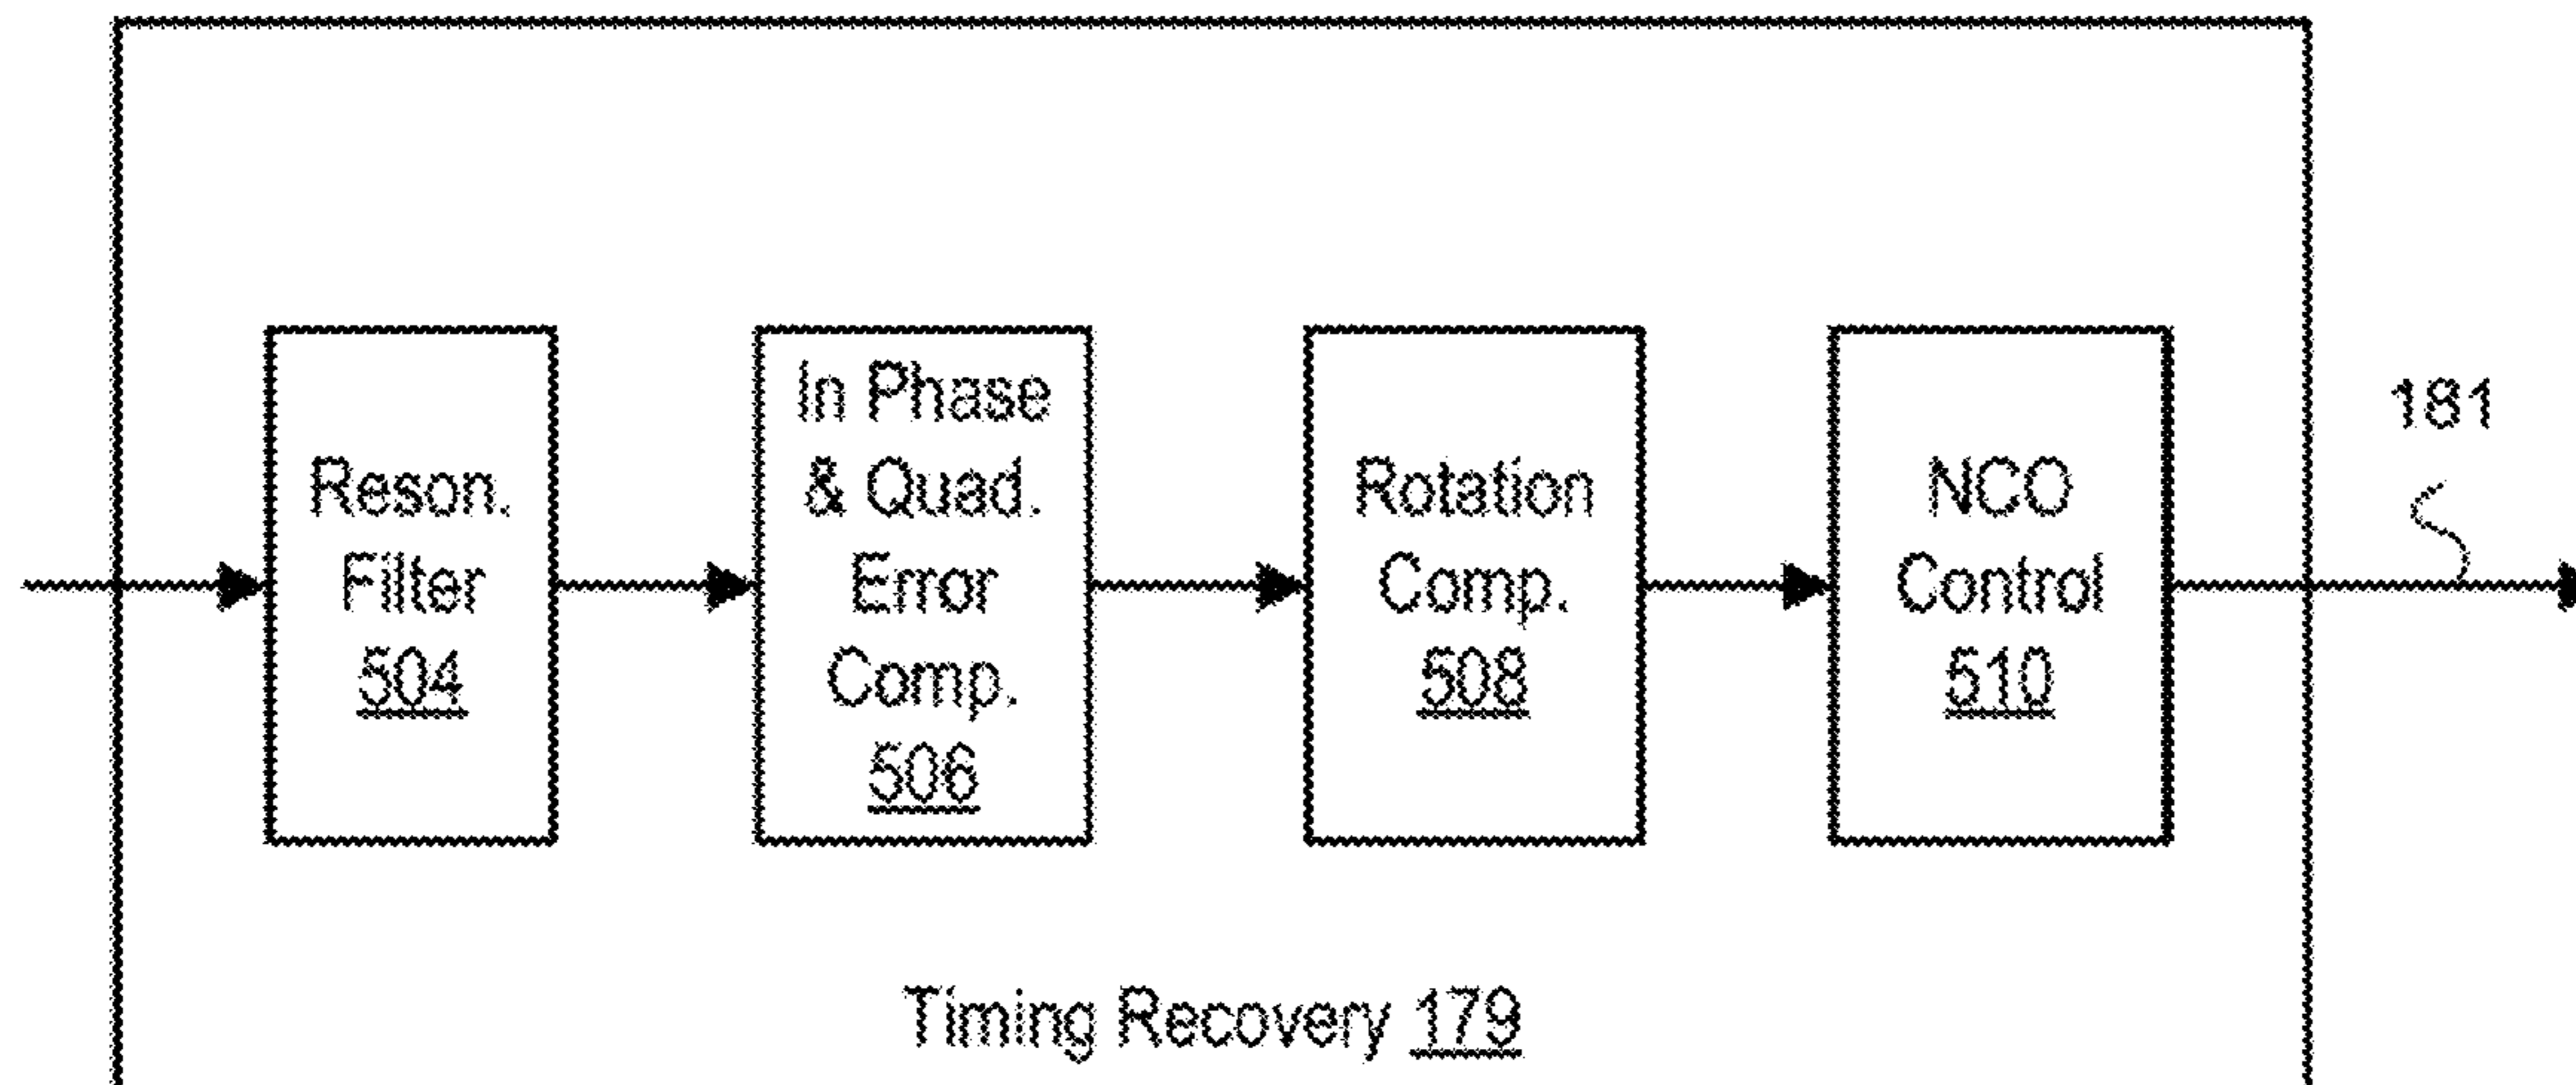 Reson.
Filter
504
In Phase
& Quad.
Error
Comp.
506
Rotation
Comp.
508
NCO
Control
510
181
Timing Recovery 179